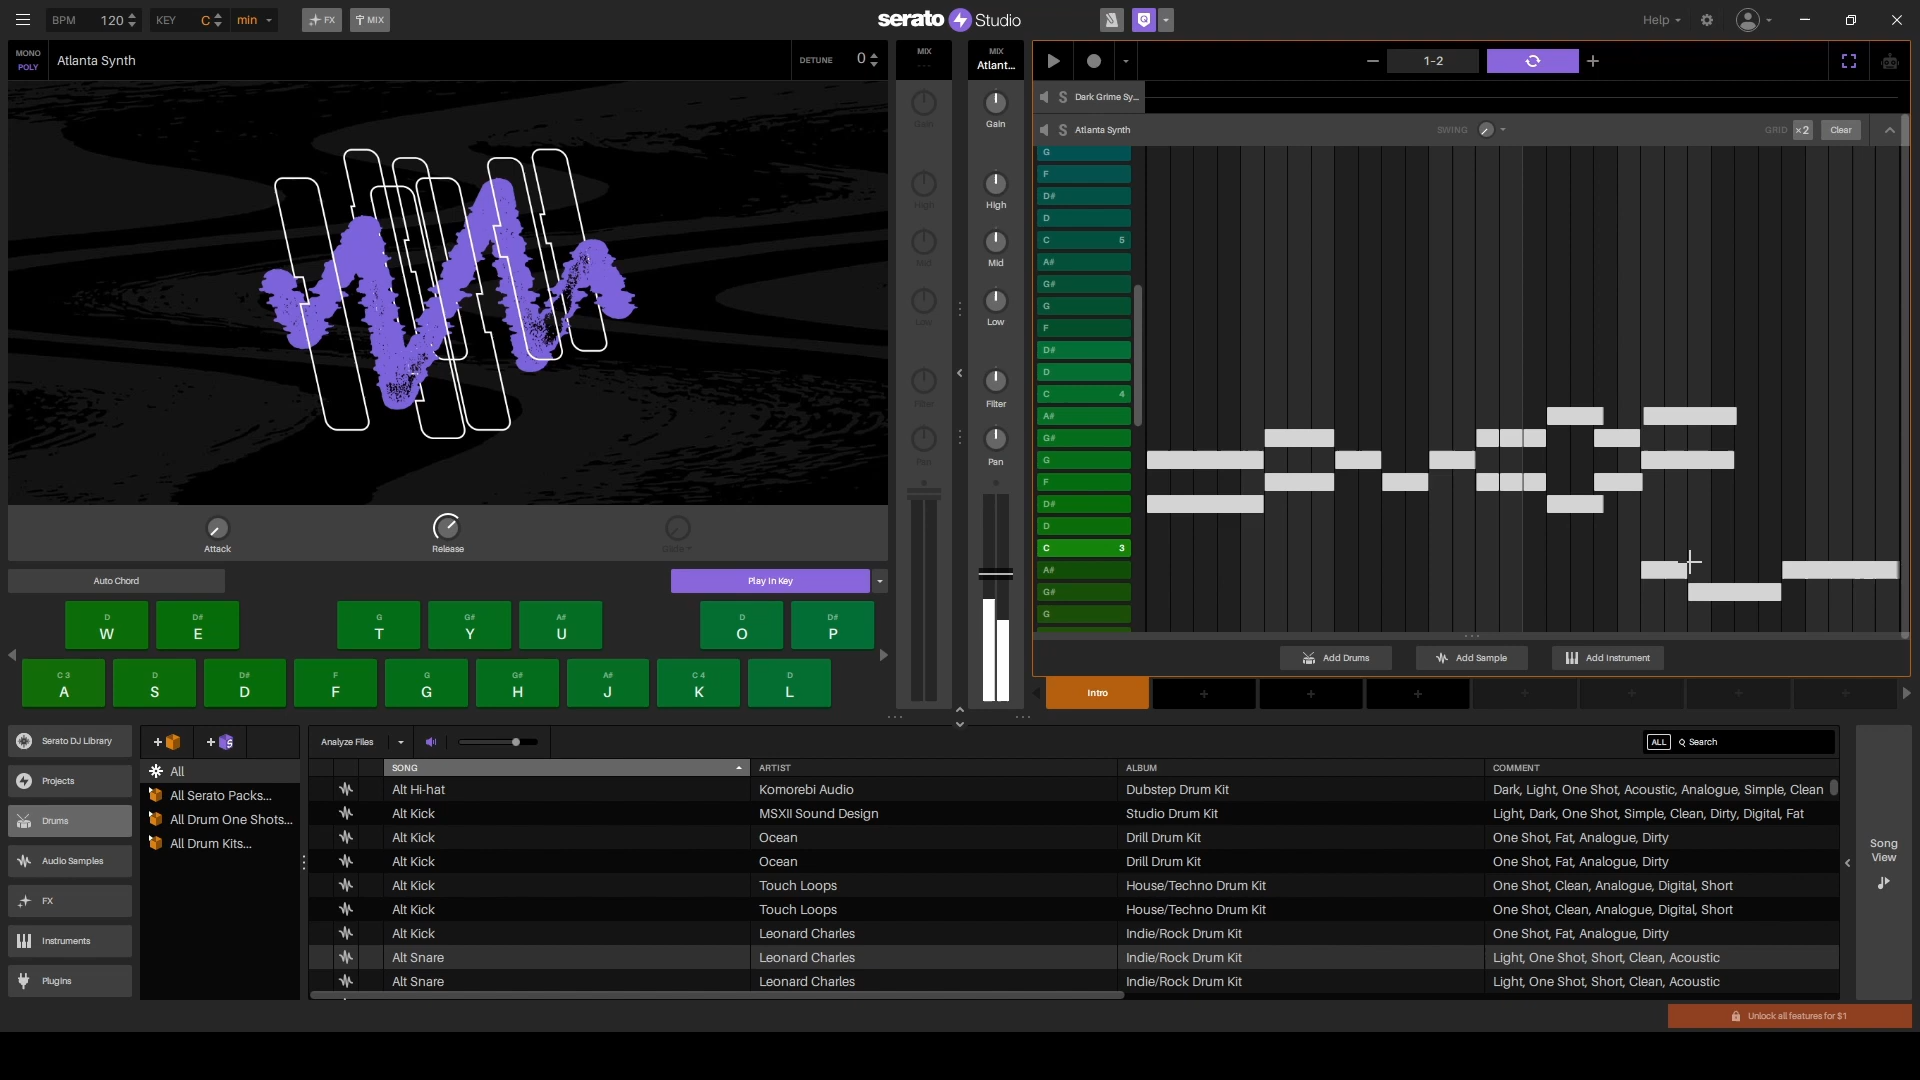 BPM 120 KEY C min FX MIX serato Studio Help
MONO
POLY Atlanta Synth DETUNE 0
MIX
---
MIX
Atlant...
1-2
Dark Grime Sy...
S
S Atlanta Synth SWING GRID x2 Clear
Gain Gain
High High
Mid Mid
Low Low
Filter Filter
Pan Pan
G
F
D#
D
C 5
A#
G#
G
F
D#
D
C 4
A#
G#
G
F
D#
D
C 3
A#
G#
G
Attack Release Glide
Auto Chord Play In Key
D D# G G# A# D D#
W E T Y U O P
C 3 D D# F G G# A# C 4 D
A S D F G H J K L
Add Drums Add Sample Add Instrument
Intro + + + + + + +
Serato DJ Library
Projects
Drums
Audio Samples
FX
Instruments
Plugins
+ + S
All
All Serato Packs...
All Drum One Shots...
All Drum Kits...
Analyze Files ALL Search
SONG ARTIST ALBUM COMMENT
Alt Hi-hat Komorebi Audio Dubstep Drum Kit Dark, Light, One Shot, Acoustic, Analogue, Simple, Clean
Alt Kick MSXII Sound Design Studio Drum Kit Light, Dark, One Shot, Simple, Clean, Dirty, Digital, Fat
Alt Kick Ocean Drill Drum Kit One Shot, Fat, Analogue, Dirty
Alt Kick Ocean Drill Drum Kit One Shot, Fat, Analogue, Dirty
Alt Kick Touch Loops House/Techno Drum Kit One Shot, Clean, Analogue, Digital, Short
Alt Kick Touch Loops House/Techno Drum Kit One Shot, Clean, Analogue, Digital, Short
Alt Kick Leonard Charles Indie/Rock Drum Kit One Shot, Fat, Analogue, Dirty
Alt Snare Leonard Charles Indie/Rock Drum Kit Light, One Shot, Short, Clean, Acoustic
Alt Snare Leonard Charles Indie/Rock Drum Kit Light, One Shot, Short, Clean, Acoustic
Song
View
Unlock all features for $1